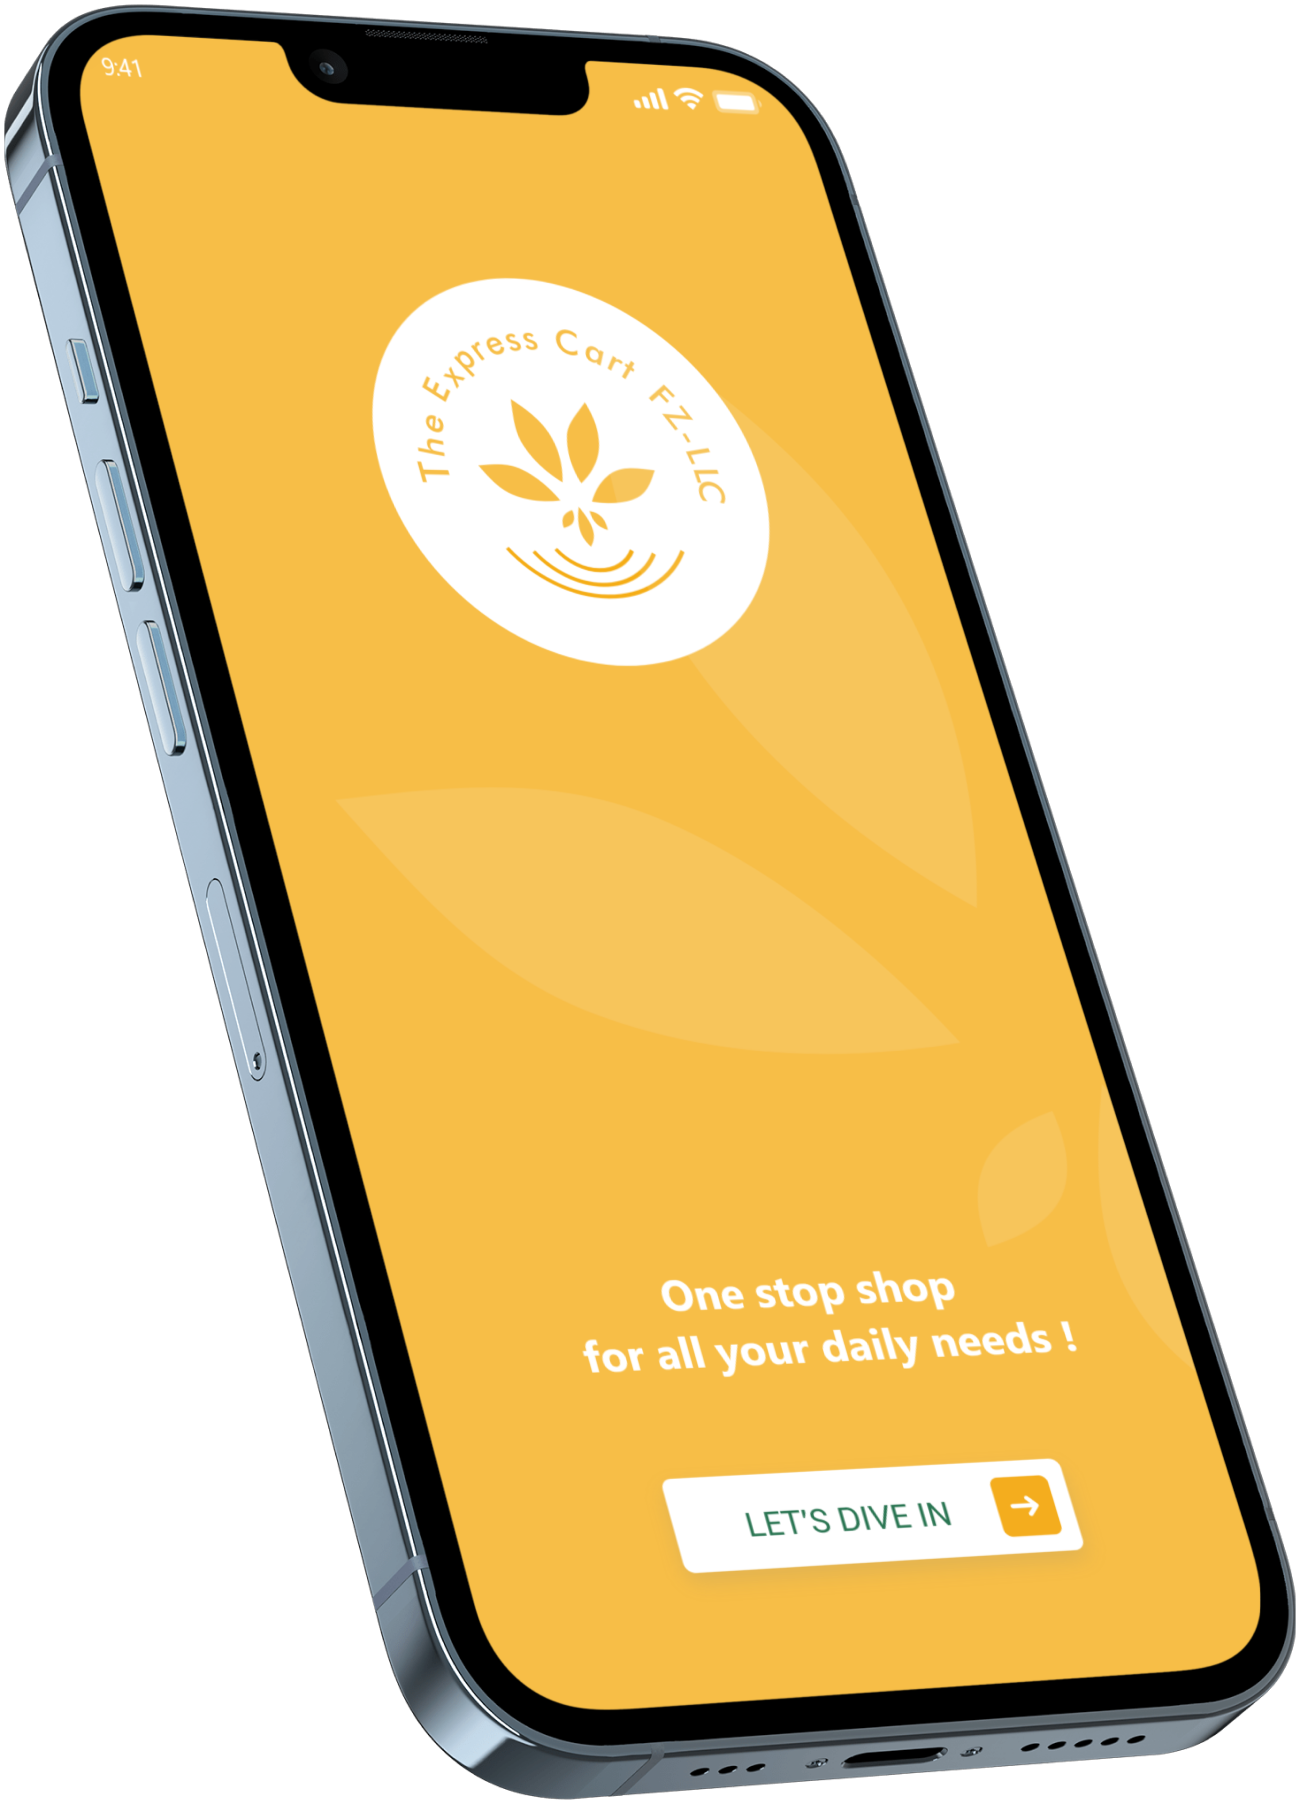 9:41
The Express Cart FZ-LLC
One stop shop
for all your daily needs !
LET'S DIVE IN